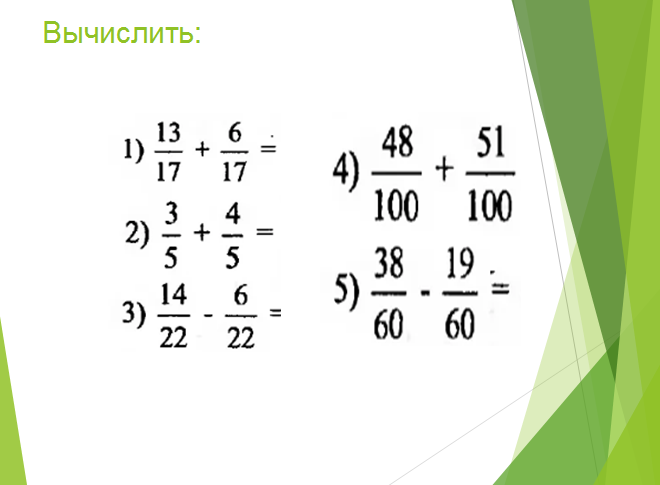 Вычислить:
1) 13/17 + 6/17 =
2) 3/5 + 4/5 =
3) 14/22 - 6/22 =
4) 48/100 + 51/100
5) 38/60 - 19/60 =